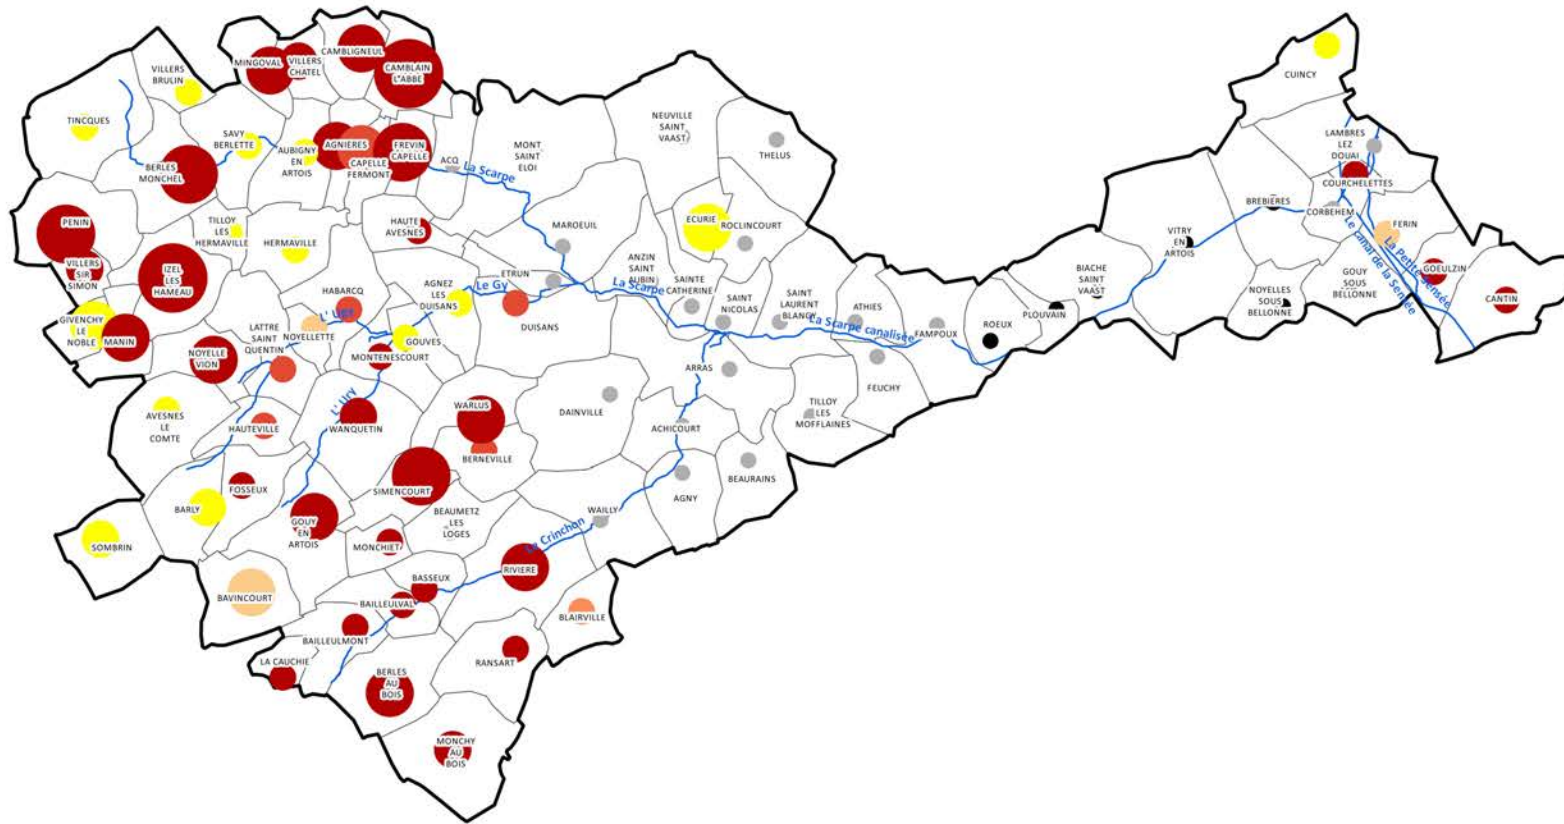 CUINCY
MINGOVAL
VILLERS
CHATEL
CAMBLIGNEUL
CAMBLAIN
L'ABBE
VILLERS
BRULIN
TINCQUES
SAVY
BERLETTE
AUBIGNY
EN
ARTOIS
AGNIERES
CAPELLE
FERMONT
FREVIN
CAPELLE
ACQ
La Scarpe
MONT
SAINT
ELOI
NEUVILLE
SAINT
VAAST
THELUS
LAMBRES
LEZ
DOUAI
BERLES
MONCHEL
COURCHELETTES
BREBIERES
CORBEHEM
FERIN
PENIN
TILLOY
LES
HERMAVILLE
HERMAVILLE
HAUTE
AVESNES
MAROEUIL
ECURIE
ROCLINCOURT
VITRY
EN
ARTOIS
Le canal de la Sensée
La Petite Sensée
VILLERS
SIR
SIMON
IZEL
LES
HAMEAU
ETRUN
ANZIN
SAINT
AUBIN
SAINTE
CATHERINE
BIACHE
SAINT
VAAST
GOUY
SOUS
BELLONNE
GOEULZIN
CANTIN
AGNEZ
LES
DUISANS
Le Gy
La Scarpe
HABARCQ
SAINT
NICOLAS
SAINT
LAURENT
BLANGY
ATHIES
PLOUVAIN
NOYELLES
SOUS
BELLONNE
GIVENCHY
LE
NOBLE
MANIN
LATTRE
SAINT
QUENTIN
NOYELLETTE
GOUVES
DUISANS
La Scarpe canalisée
FAMPOUX
ROEUX
NOYELLE
VION
MONTENESCOURT
ARRAS
FEUCHY
AVESNES
LE
COMTE
HAUTEVILLE
WANQUETIN
WARLUS
DAINVILLE
ACHICOURT
TILLOY
LES
MOFFLAINES
BERNEVILLE
FOSSEUX
SIMENCOURT
AGNY
BEAURAINS
BARLY
GOUY
EN
ARTOIS
BEAUMETZ
LES
LOGES
WAILLY
SOMBRIN
MONCHIET
Le Crinchon
BAVINCOURT
BASSEUX
RIVIERE
BAILLEULVAL
BLAIRVILLE
BAILLEULMONT
LA CAUCHIE
RANSART
BERLES
AU
BOIS
MONCHY
AU
BOIS